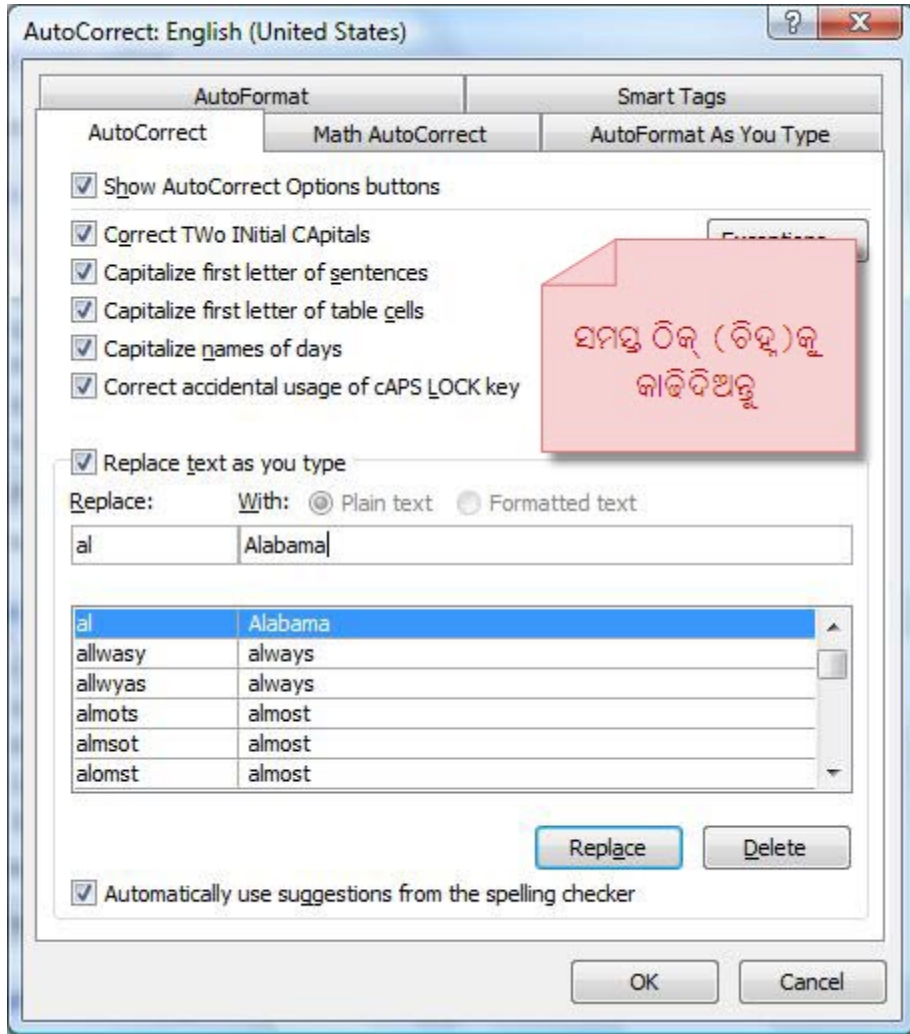 AutoCorrect: English (United States)
AutoFormat Smart Tags
AutoCorrect Math AutoCorrect AutoFormat As You Type
Show AutoCorrect Options buttons
Correct TWo INitial CApitals
Capitalize first letter of sentences
Capitalize first letter of table cells
Capitalize names of days
Correct accidental usage of cAPS LOCK key
ସମସ୍ତ ଠିକ୍ (ଚିହ୍ନ)କୁ
କାଢିଦିଅନ୍ତୁ
Replace text as you type
Replace: With: Plain text Formatted text
al Alabama
al Alabama
allwasy always
allwyas always
almots almost
almsot almost
alomst almost
Replace Delete
Automatically use suggestions from the spelling checker
OK Cancel